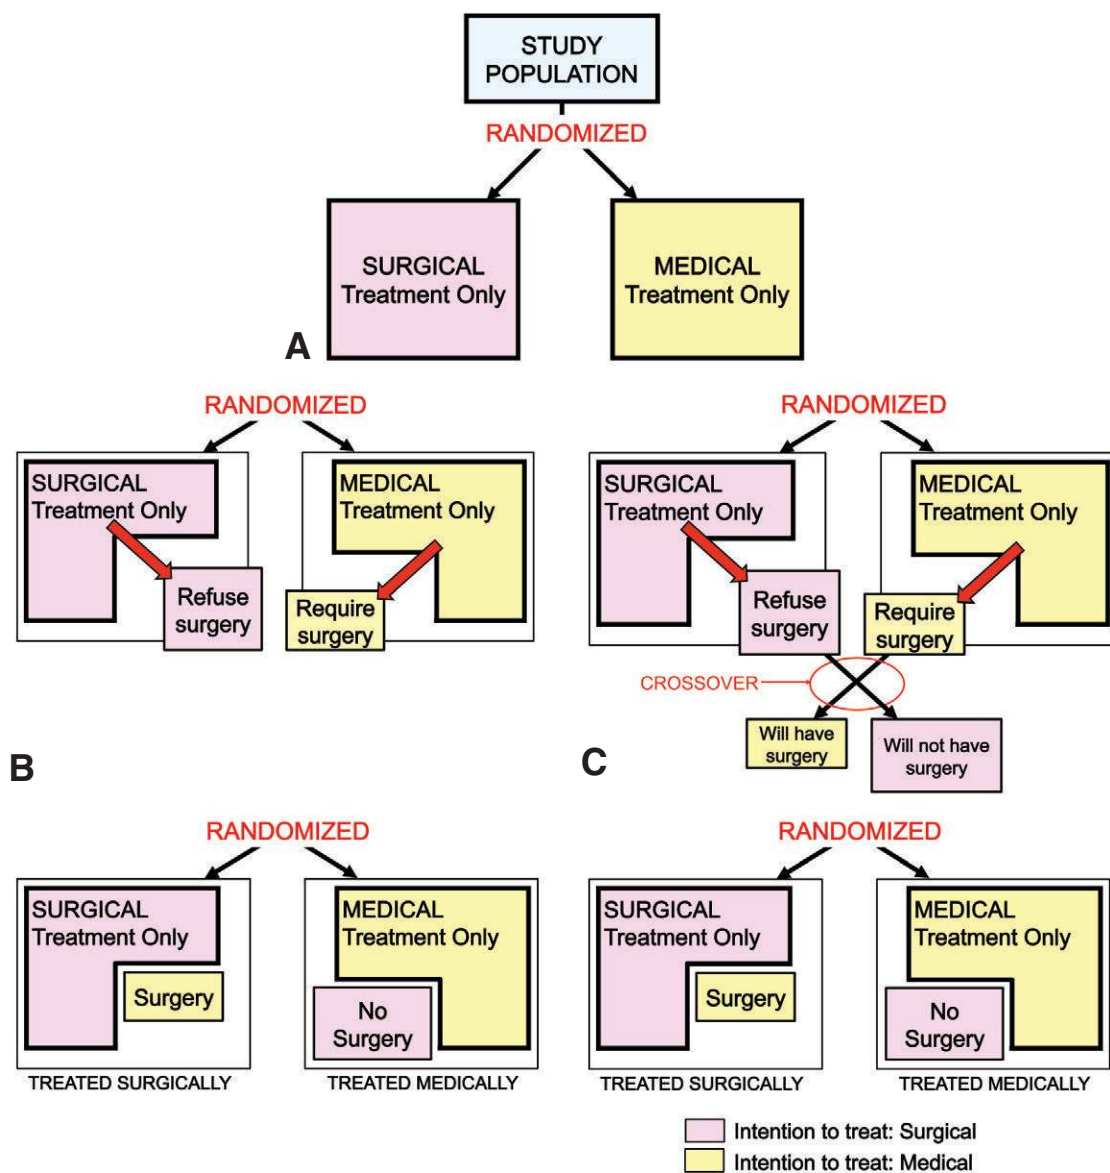 STUDY
POPULATION
RANDOMIZED
SURGICAL
Treatment Only
MEDICAL
Treatment Only
A
RANDOMIZED
SURGICAL
Treatment Only
MEDICAL
Treatment Only
Refuse
surgery
Require
surgery
B
RANDOMIZED
SURGICAL
Treatment Only
MEDICAL
Treatment Only
Refuse
surgery
Require
surgery
CROSSOVER
Will have
surgery
Will not have
surgery
C
RANDOMIZED
SURGICAL
Treatment Only
MEDICAL
Treatment Only
Surgery
No
Surgery
TREATED SURGICALLY
TREATED MEDICALLY
RANDOMIZED
SURGICAL
Treatment Only
MEDICAL
Treatment Only
Surgery
No
Surgery
TREATED SURGICALLY
TREATED MEDICALLY
Intention to treat: Surgical
Intention to treat: Medical